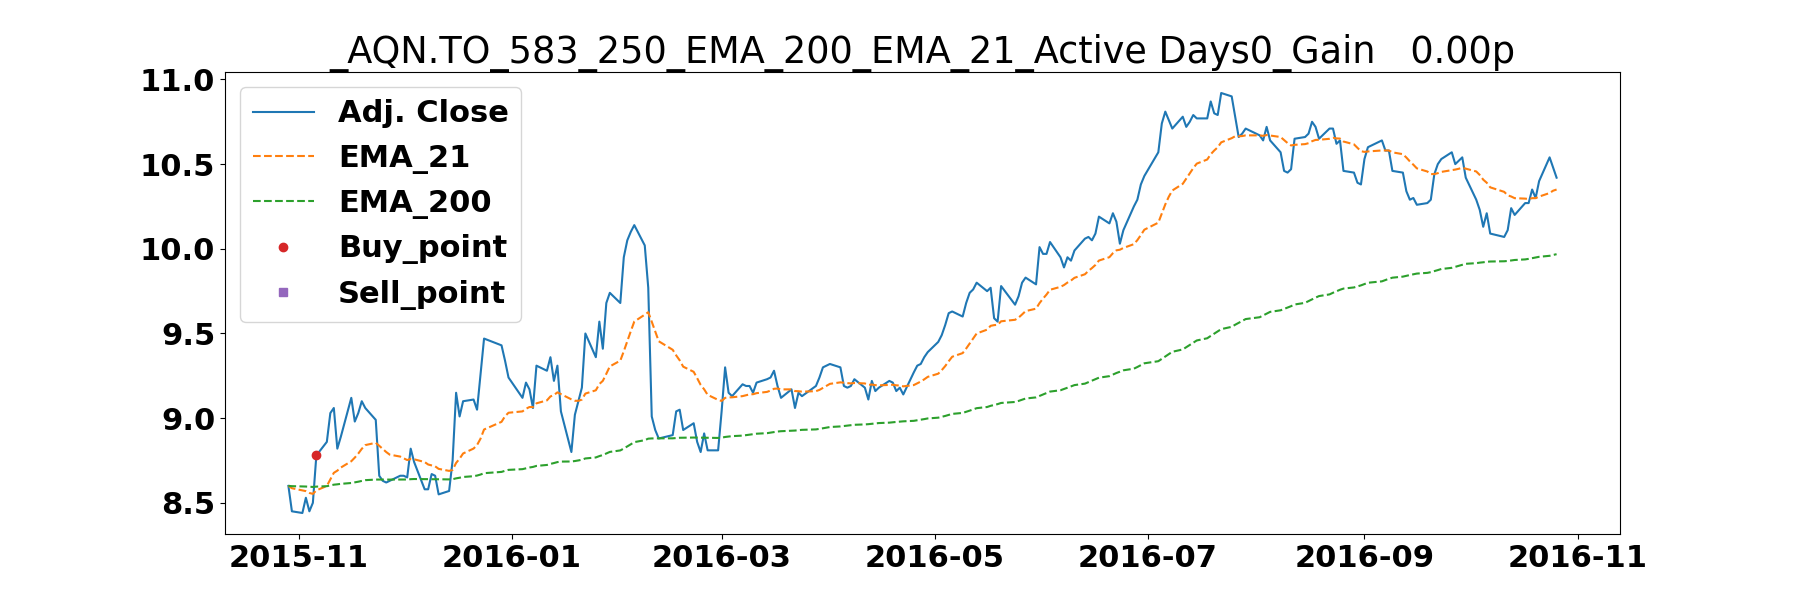 _AQN.TO_583_250_EMA_200_EMA_21_Active Days0_Gain   0.00p
11.0
10.5
10.0
9.5
9.0
8.5
Adj. Close
EMA_21
EMA_200
Buy_point
Sell_point
2015-11 2016-01 2016-03 2016-05 2016-07 2016-09 2016-11